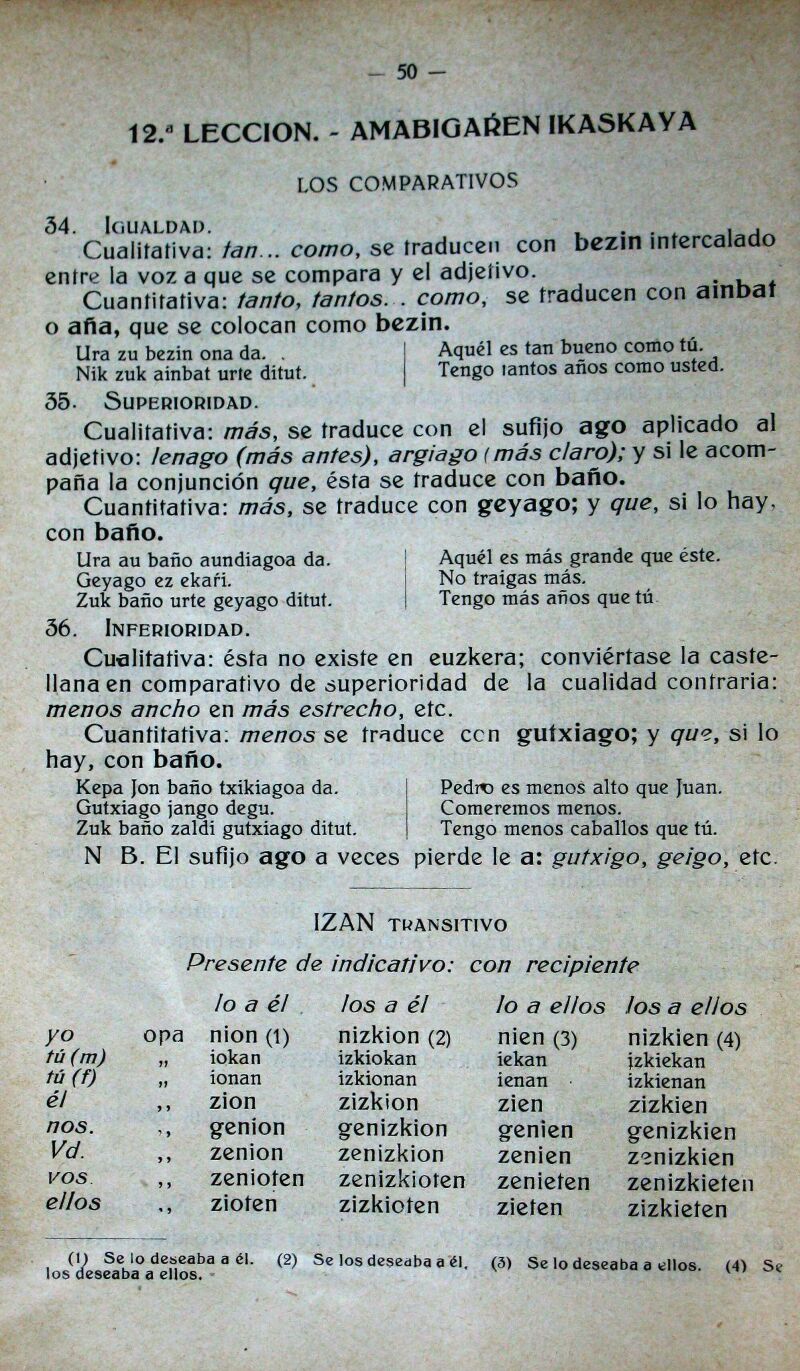 — 50 —
12.ª LECCION. - AMABIGAŔEN IKASKAYA
LOS COMPARATIVOS
34. IGUALDAD.
Cualitativa: tan... como, se traducen con bezin intercalado
entre la voz a que se compara y el adjetivo.
Cuantitativa: tanto, tantos. . como, se traducen con ainbat
o aña, que se colocan como bezin.
Ura zu bezin ona da. . Aquél es tan bueno como tú.
Nik zuk ainbat urte ditut. Tengo tantos años como usted.
35. SUPERIORIDAD.
Cualitativa: más, se traduce con el sufijo ago aplicado al
adjetivo: lenago (más antes), argiago (más claro); y si le acom-
paña la conjunción que, ésta se traduce con baño.
Cuantitativa: más, se traduce con geyago; y que, si lo hay,
con baño.
Ura au baño aundiagoa da. Aquél es más grande que éste.
Geyago ez ekaŕi. No traigas más.
Zuk baño urte geyago ditut. Tengo más años que tú
36. INFERIORIDAD.
Cualitativa: ésta no existe en euzkera; conviértase la caste-
llana en comparativo de superioridad de la cualidad contraria:
menos ancho en más estrecho, etc.
Cuantitativa: menos se traduce con gutxiago; y que, si lo
hay, con baño.
Kepa Jon baño txikiagoa da. Pedro es menos alto que Juan.
Gutxiago jango degu. Comeremos menos.
Zuk baño zaldi gutxiago ditut. Tengo menos caballos que tú.
N B. El sufijo ago a veces pierde le a: gutxigo, geigo, etc.
IZAN TRANSITIVO
Presente de indicativo: con recipiente
lo a él los a él lo a ellos los a ellos
yo opa nion (1) nizkion (2) nien (3) nizkien (4)
tú (m) „ iokan izkiokan iekan izkiekan
tú (f) „ ionan izkionan ienan izkienan
él ,, zion zizkion zien zizkien
nos. ,, genion genizkion genien genizkien
Vd. ,, zenion zenizkion zenien zenizkien
vos. ,, zenioten zenizkioten zenieten zenizkieten
ellos ,, zioten zizkioten zieten zizkieten
(1) Se lo deseaba a él. (2) Se los deseaba a él. (3) Se lo deseaba a ellos. (4) Se
los deseaba a ellos.